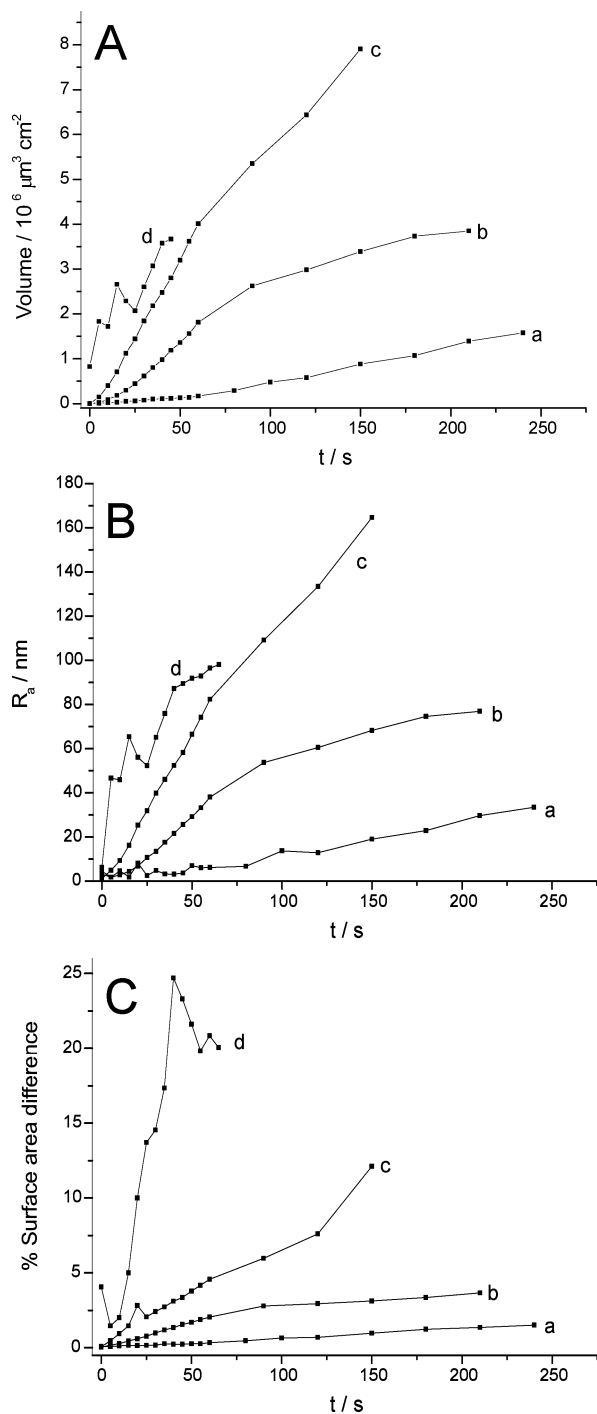 A
8
7
6
5
4
3
2
1
0
Volume / 10⁶ μm³ cm⁻²
c
d
b
a
0 50 100 150 200 250
t / s
B
180
160
140
120
100
80
60
40
20
0
Rₐ / nm
c
d
b
a
0 50 100 150 200 250
t / s
C
25
20
15
10
5
0
% Surface area difference
d
c
b
a
0 50 100 150 200 250
t / s